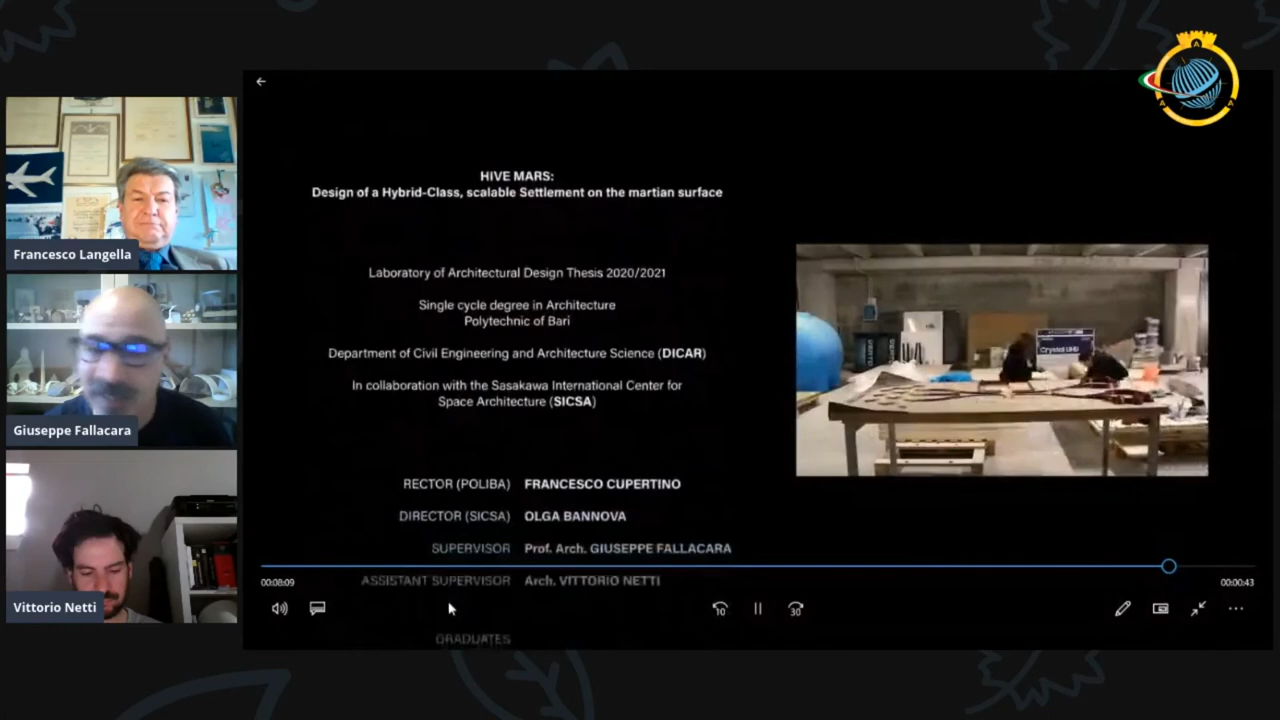 HIVE MARS:
Design of a Hybrid-Class, scalable Settlement on the martian surface
Laboratory of Architectural Design Thesis 2020/2021
Single cycle degree in Architecture
Polytechnic of Bari
Department of Civil Engineering and Architecture Science (DICAR)
In collaboration with the Sasakawa International Center for
Space Architecture (SICSA)
RECTOR (POLIBA) FRANCESCO CUPERTINO
DIRECTOR (SICSA) OLGA BANNOVA
SUPERVISOR Prof. Arch. GIUSEPPE FALLACARA
ASSISTANT SUPERVISOR Arch. VITTORIO NETTI
GRADUATES
00:08:09
00:00:43
10
30
Francesco Langella
Giuseppe Fallacara
Vittorio Netti
Crystal UHD